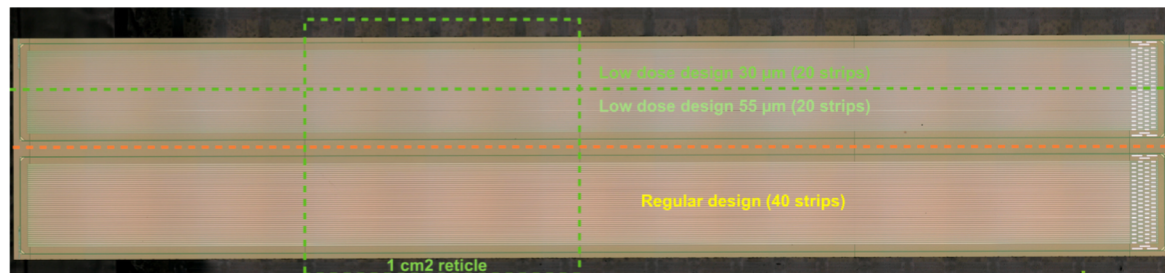 Low dose design 30 µm (20 strips)
Low dose design 55 µm (20 strips)
Regular design (40 strips)
1 cm2 reticle